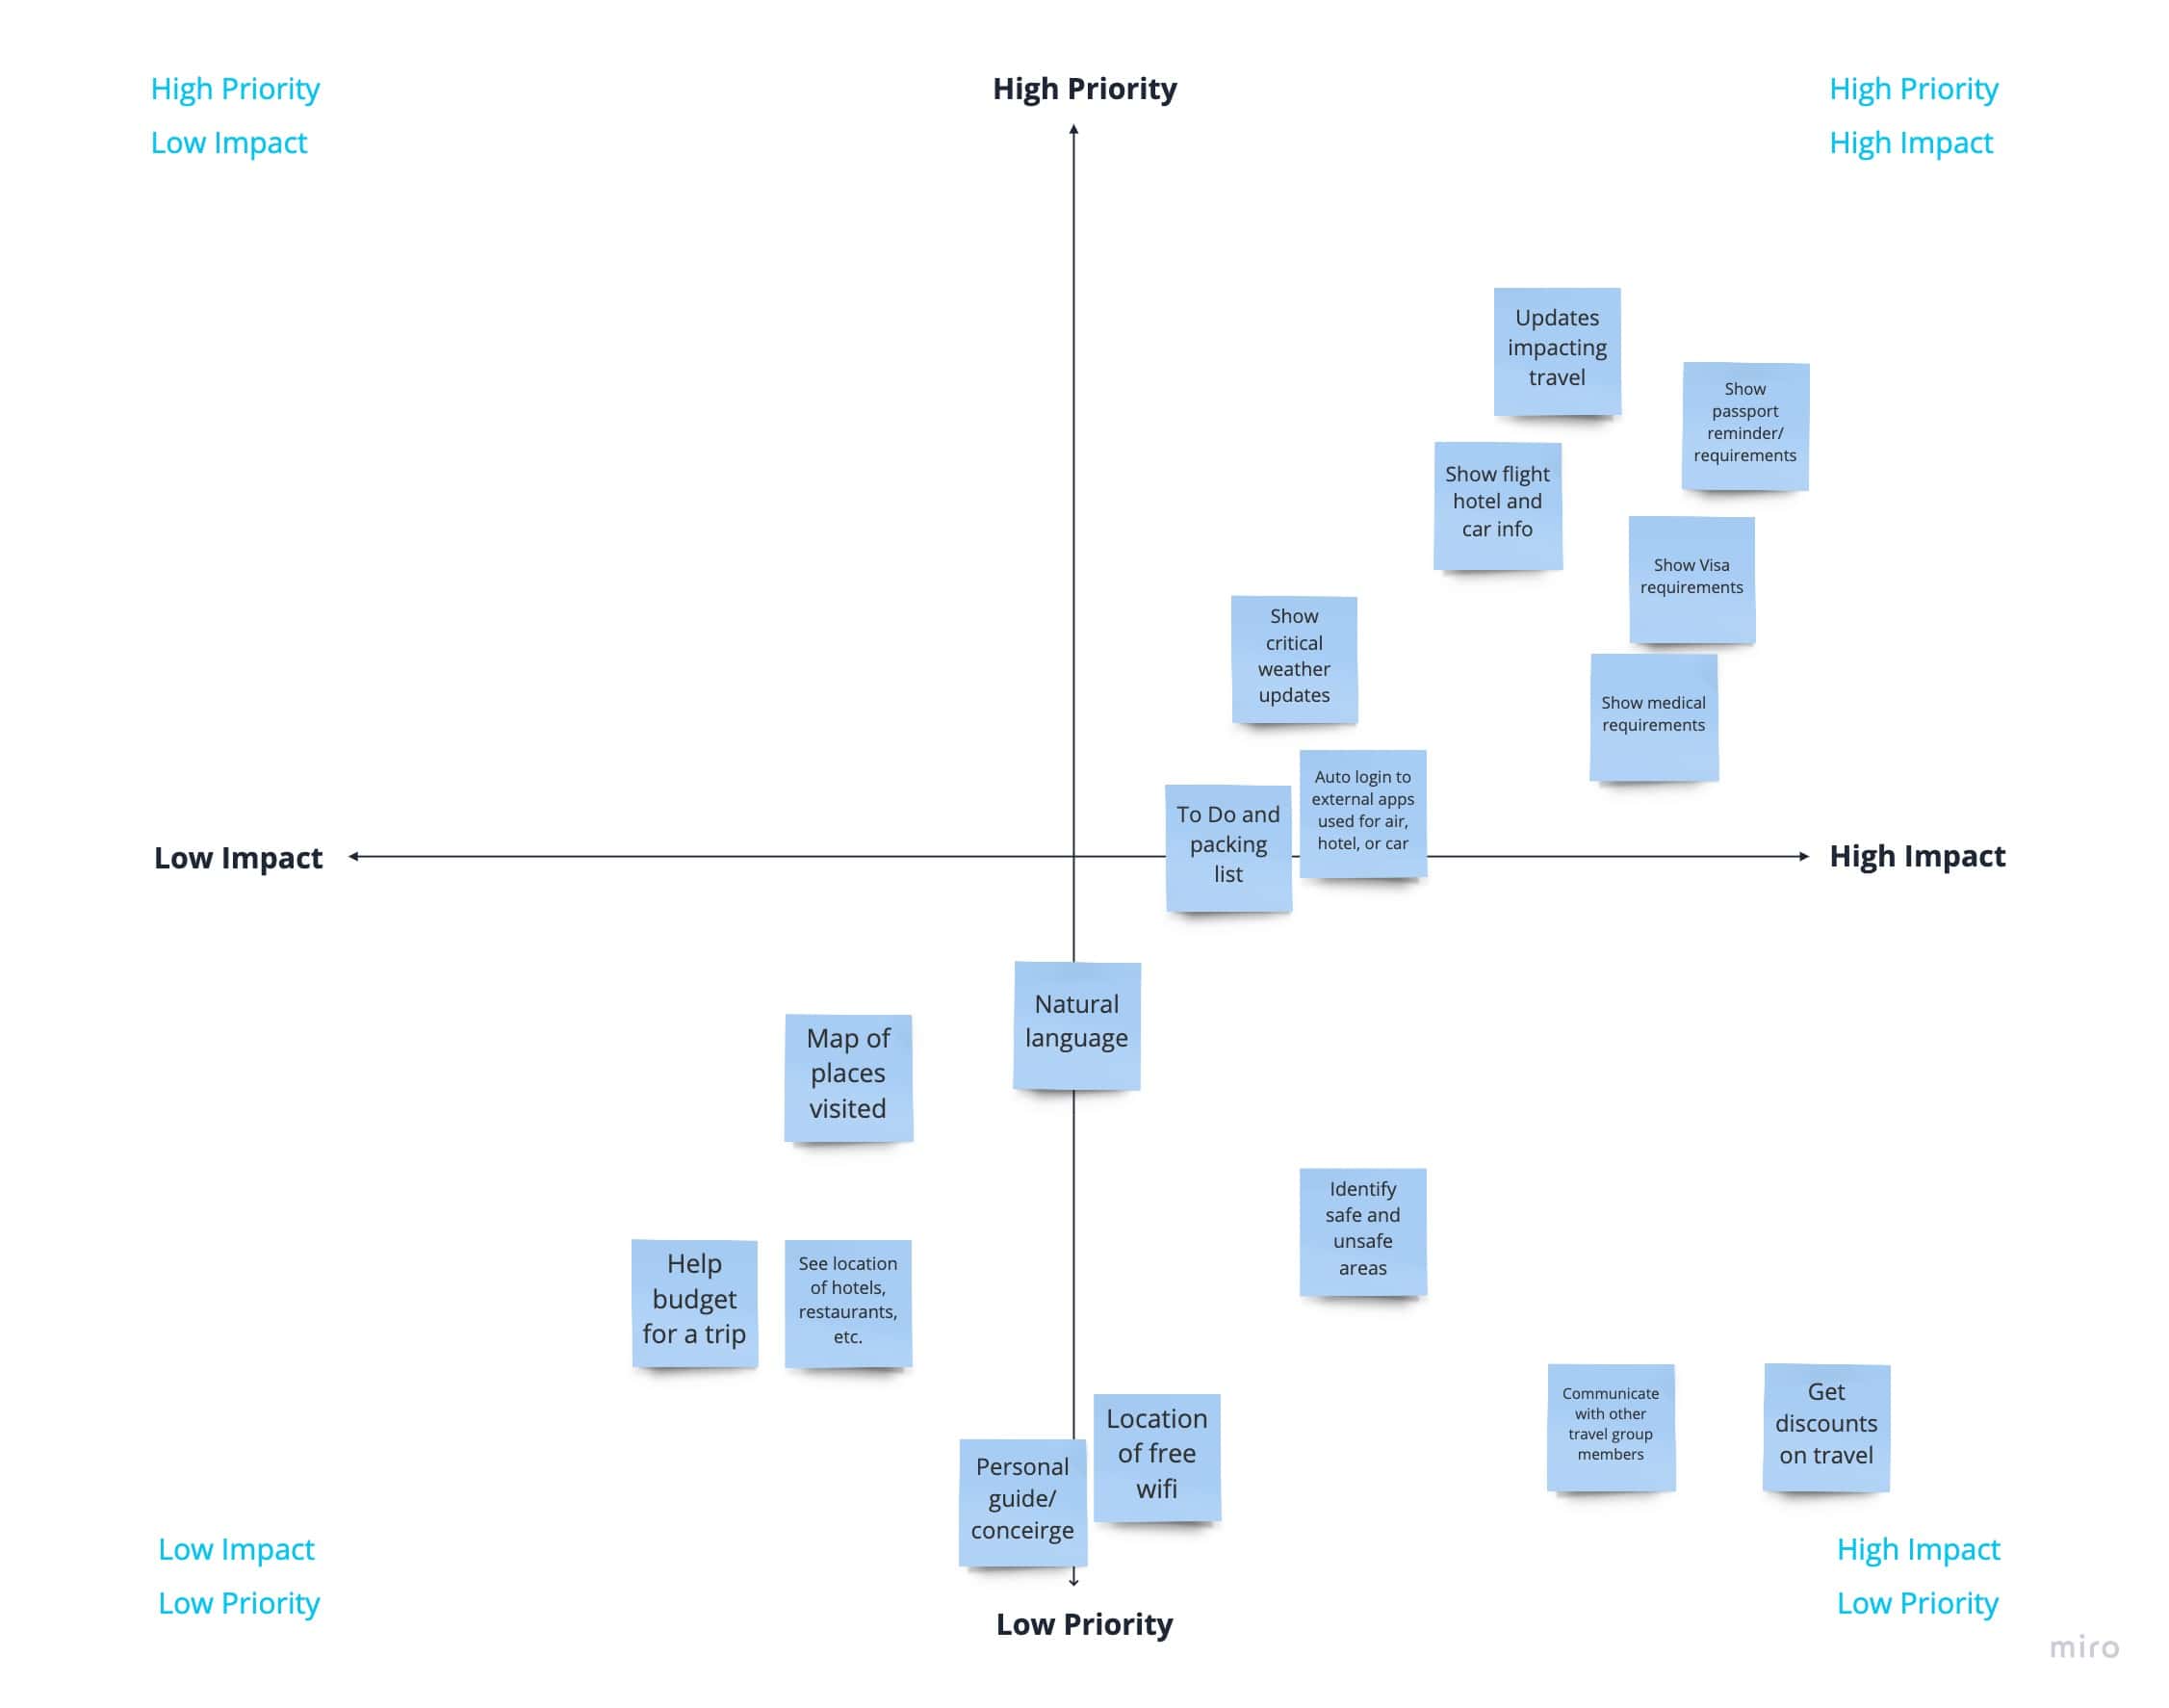 High Priority
Low Impact
High Priority
High Priority
High Impact
Updates
impacting
travel
Show
passport
reminder/
requirements
Show flight
hotel and
car info
Show Visa
requirements
Show
critical
weather
updates
Show medical
requirements
Auto login to
external apps
used for air,
hotel, or car
To Do and
packing
list
Low Impact
High Impact
Natural
language
Map of
places
visited
Identify
safe and
unsafe
areas
Help
budget
for a trip
See location
of hotels,
restaurants,
etc.
Communicate
with other
travel group
members
Get
discounts
on travel
Location
of free
wifi
Personal
guide/
conceirge
Low Impact
Low Priority
High Impact
Low Priority
Low Priority
miro